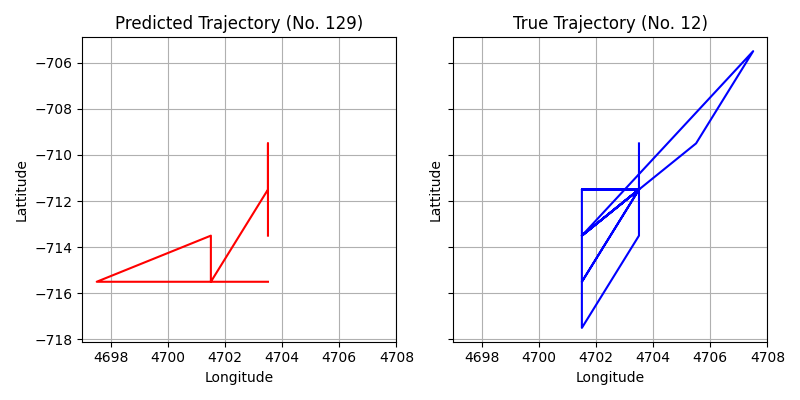 Predicted Trajectory (No. 129)
True Trajectory (No. 12)
Lattitude
−706
−708
−710
−712
−714
−716
−718
4698 4700 4702 4704 4706 4708
Longitude
Lattitude
4698 4700 4702 4704 4706 4708
Longitude